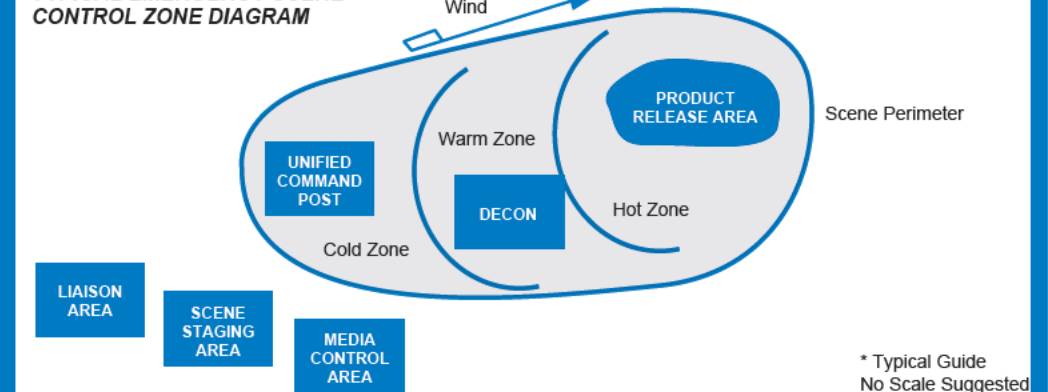 CONTROL ZONE DIAGRAM
Wind
PRODUCT
RELEASE AREA
Scene Perimeter
Warm Zone
UNIFIED
COMMAND
POST
DECON
Hot Zone
Cold Zone
LIAISON
AREA
SCENE
STAGING
AREA
MEDIA
CONTROL
AREA
* Typical Guide
No Scale Suggested